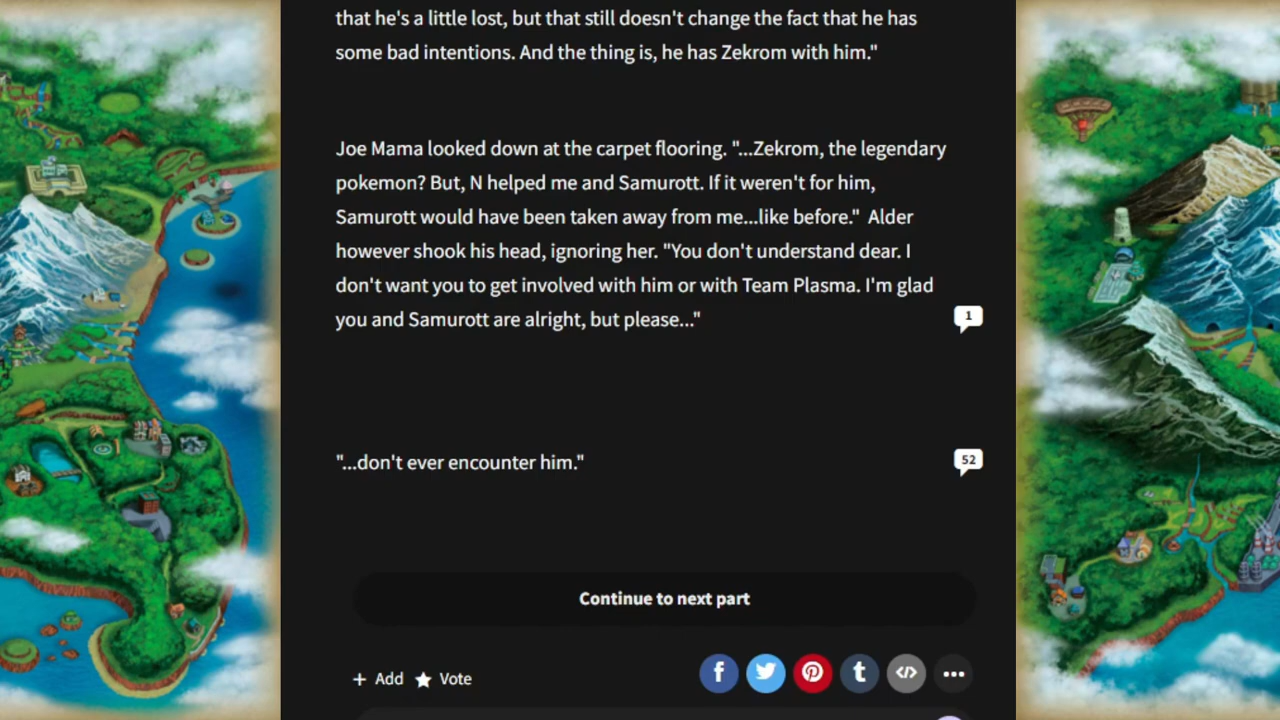 that he's a little lost, but that still doesn't change the fact that he has
some bad intentions. And the thing is, he has Zekrom with him."
Joe Mama looked down at the carpet flooring. "...Zekrom, the legendary
pokemon? But, N helped me and Samurott. If it weren't for him,
Samurott would have been taken away from me...like before."  Alder
however shook his head, ignoring her. "You don't understand dear. I
don't want you to get involved with him or with Team Plasma. I'm glad
you and Samurott are alright, but please..."
1
"...don't ever encounter him."
52
Continue to next part
+ Add ★ Vote